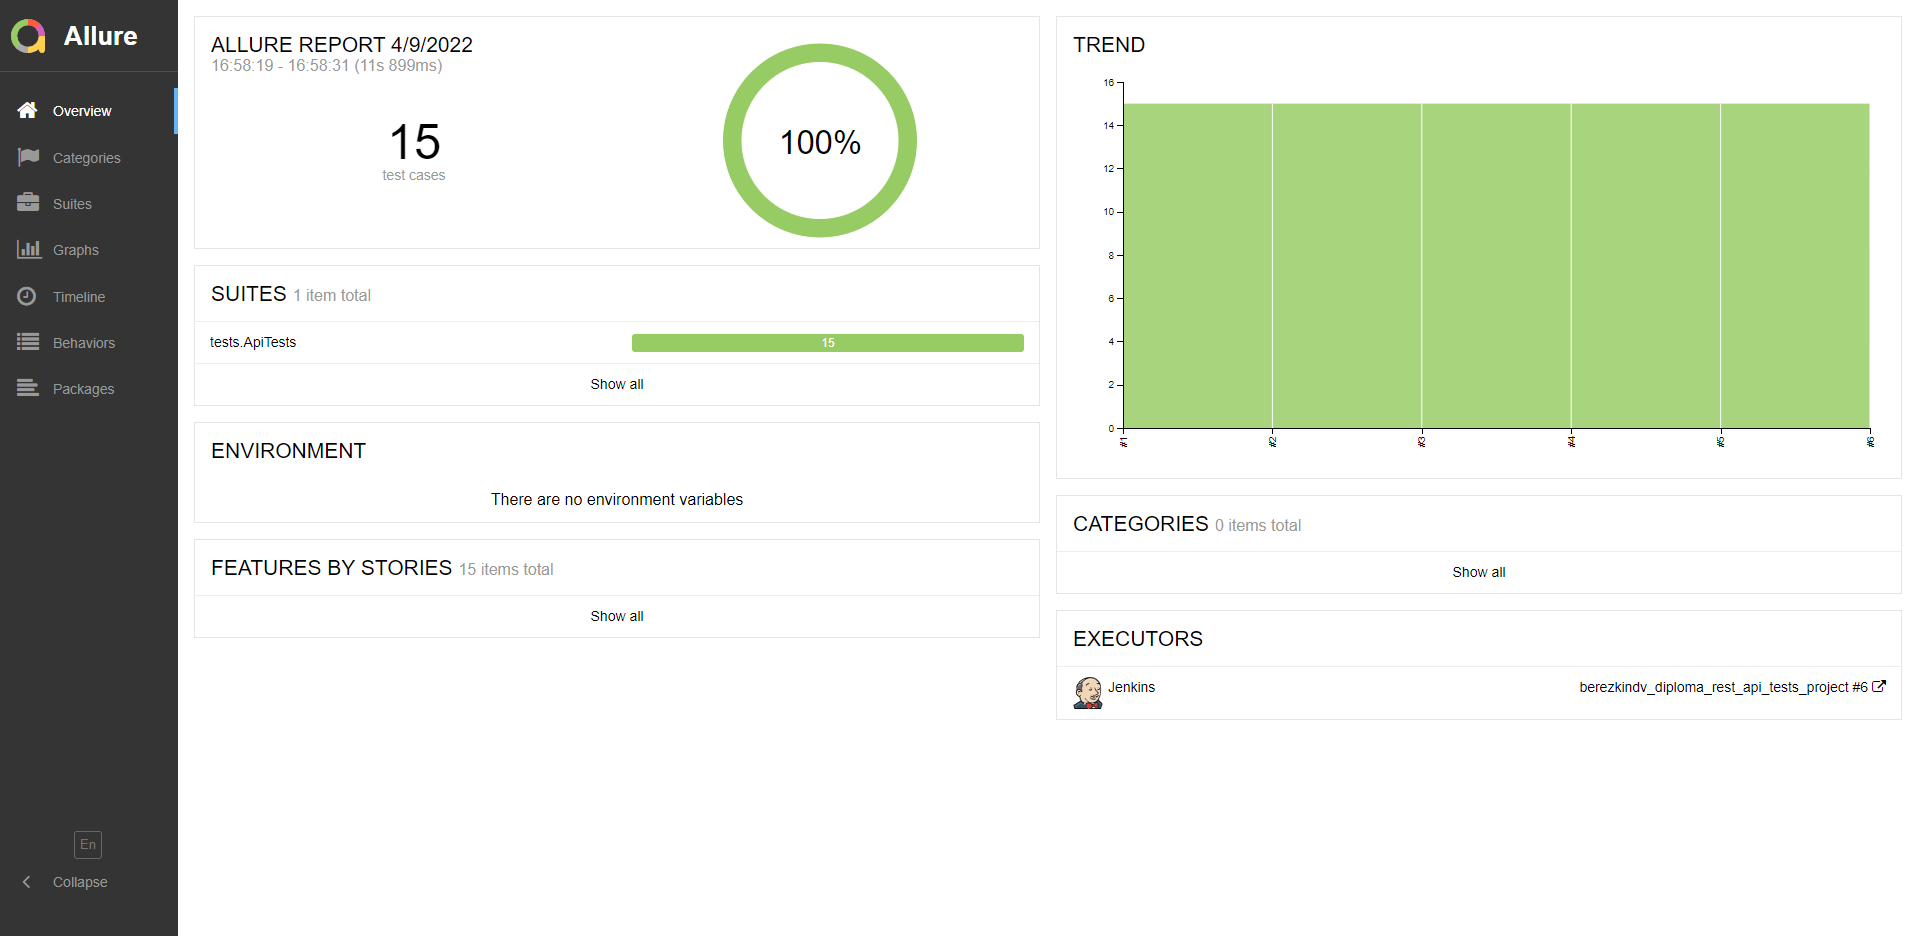 Allure
Overview
Categories
Suites
Graphs
Timeline
Behaviors
Packages
En
Collapse
ALLURE REPORT 4/9/2022
16:58:19 - 16:58:31 (11s 899ms)
15
test cases
100%
SUITES 1 item total
tests.ApiTests
15
Show all
ENVIRONMENT
There are no environment variables
FEATURES BY STORIES 15 items total
Show all
TREND
16
14
12
10
8
6
4
2
0
#1
#2
#3
#4
#5
#6
CATEGORIES 0 items total
Show all
EXECUTORS
Jenkins
berezkindv_diploma_rest_api_tests_project #6